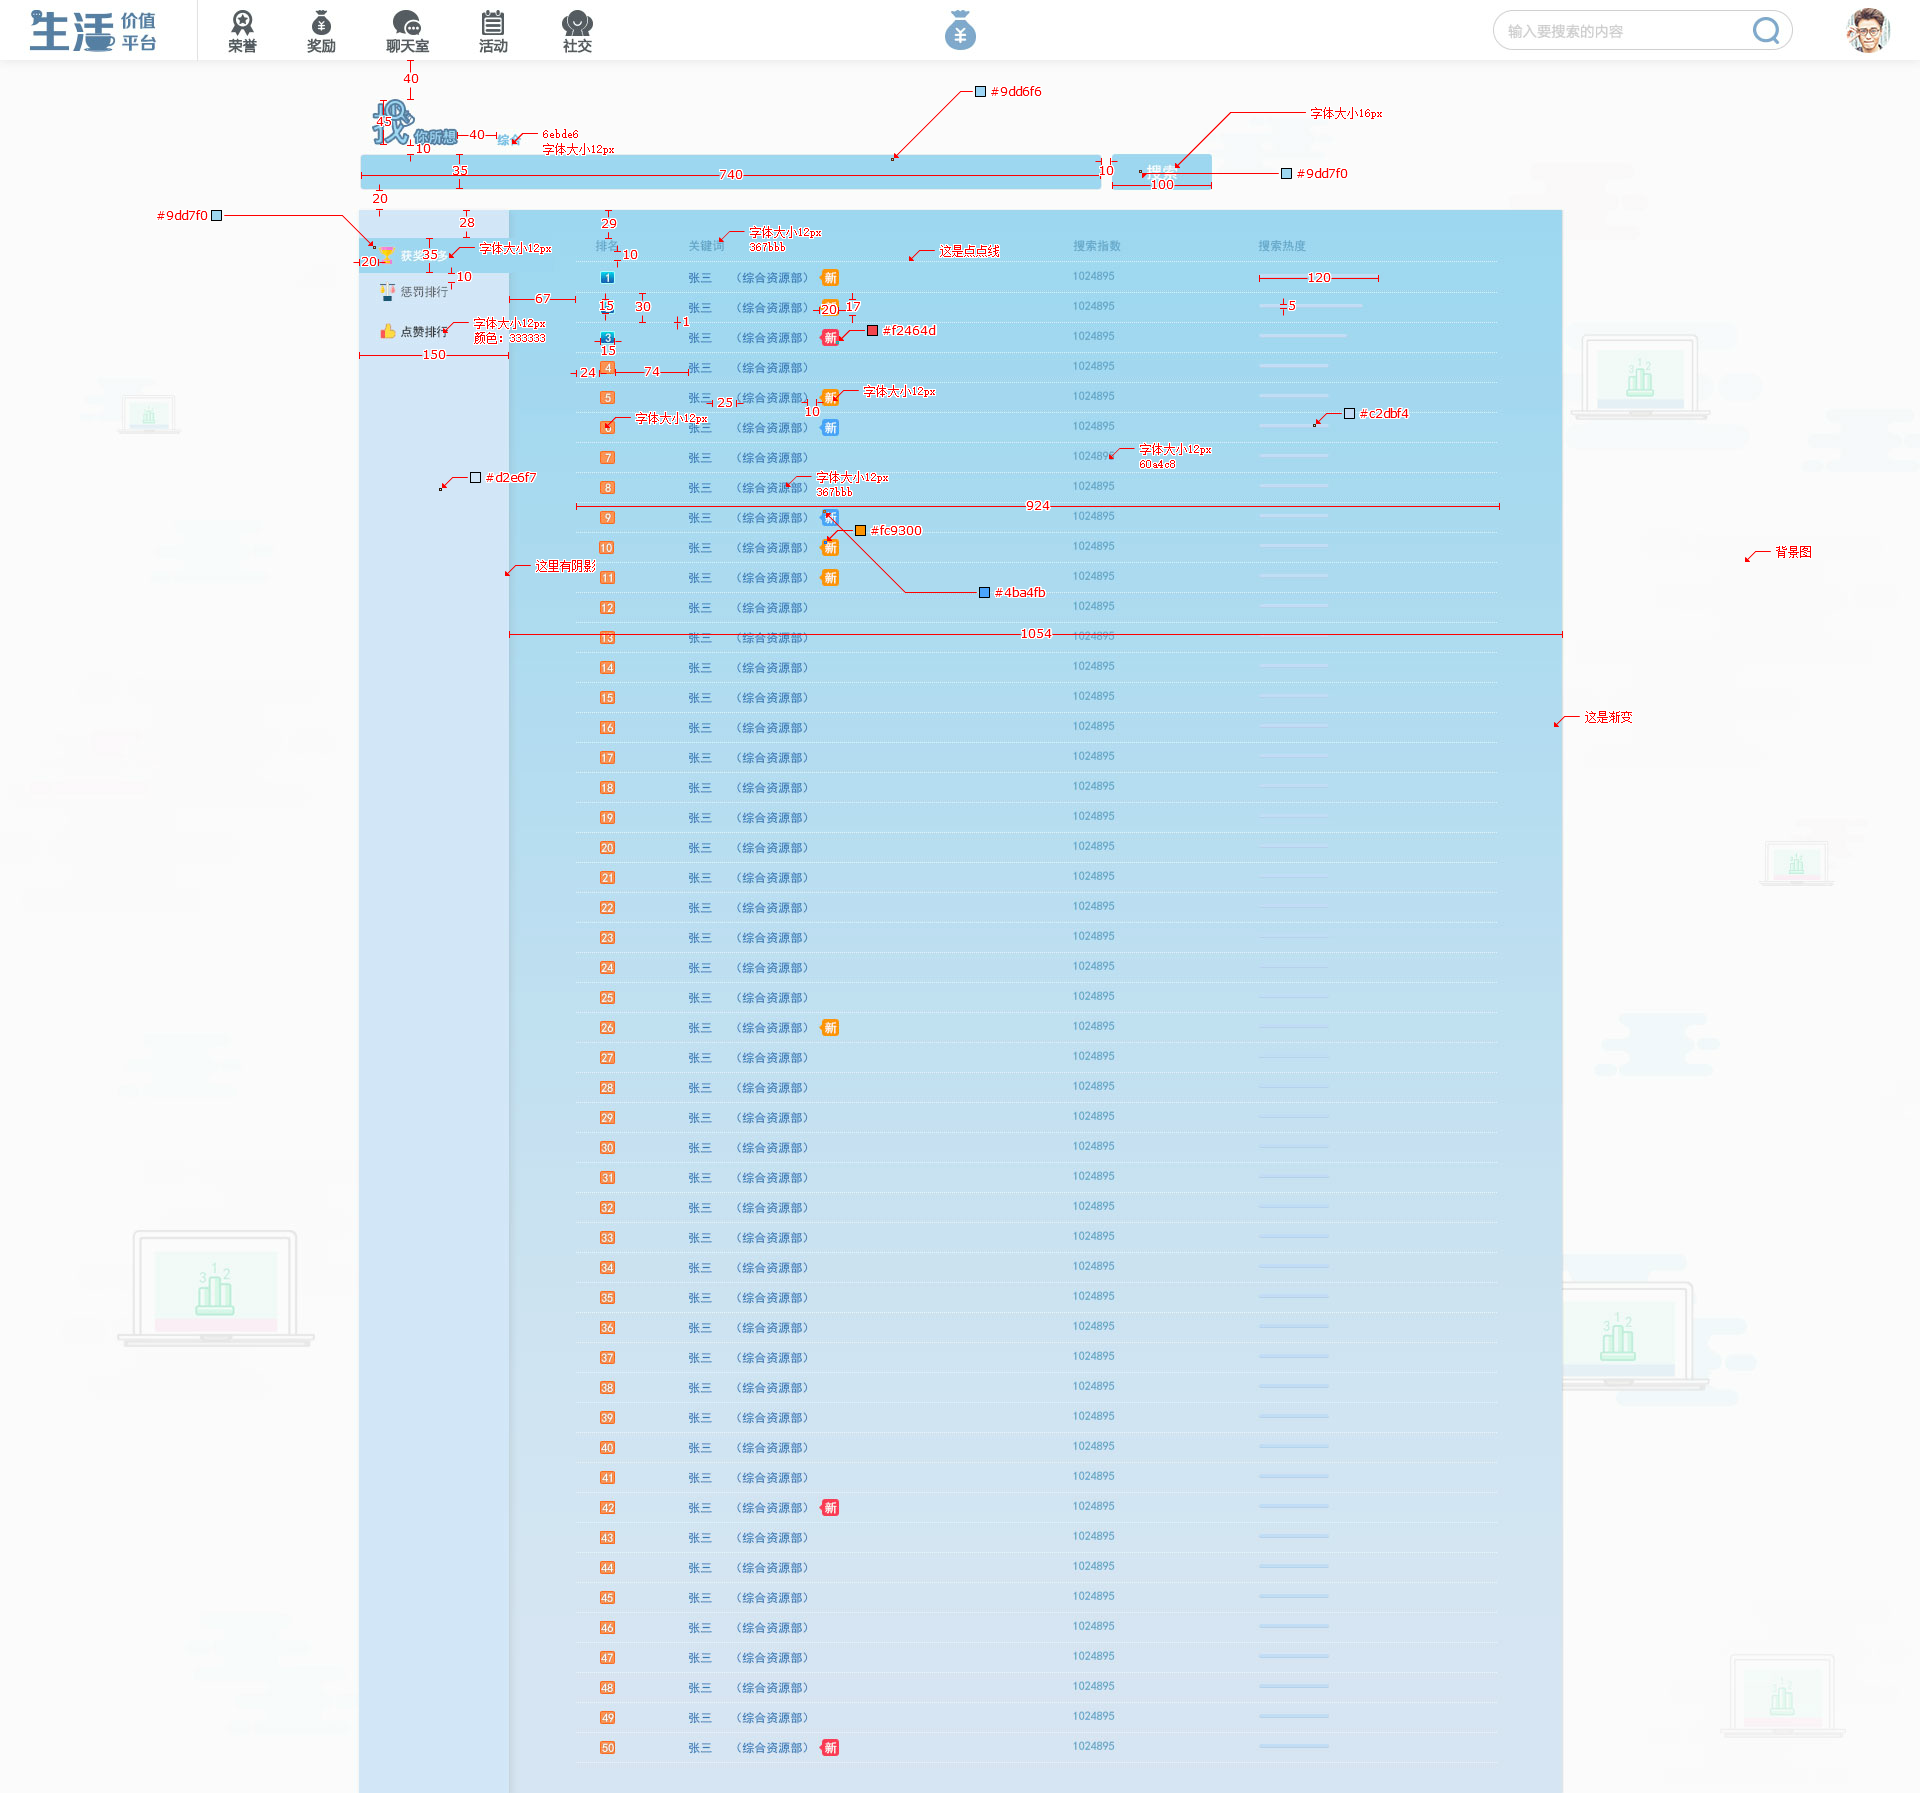 生活 价值平台
荣誉 奖励 聊天室 活动 社交
输入要搜索的内容
40
#9dd6f6
字体大小16px
45
你所想
40
综合
6ebde6
字体大小12px
10
35
740
10
搜索
100
#9dd7f0
20
#9dd7f0
28
29
排名 关键词 字体大小12px 367bbb 搜索指数 搜索热度
获奖 35 字体大小12px
20
10
10
这是点点线
惩罚排行
67
点赞排行 字体大小12px
颜色：333333
150
1 张三 （综合资源部） 新 1024895 120
15 30 张三 （综合资源部） 20 17 1024895 5
1
3 张三 （综合资源部） 新 #f2464d 1024895
15
24 4 74 张三 （综合资源部） 1024895
5 张三 25 （综合资源部） 10 新 字体大小12px 1024895
#c2dbf4
6 字体大小12px 张三 （综合资源部） 新 1024895
7 张三 （综合资源部） 1024895 字体大小12px
60a4c8
#d2e6f7
8 张三 （综合资源部） 字体大小12px 367bbb 1024895
924
9 张三 （综合资源部） 新 1024895
#fc9300
10 张三 （综合资源部） 新 1024895
背景图
这里有阴影
11 张三 （综合资源部） 新 1024895
#4ba4fb
12 张三 （综合资源部） 1024895
13 张三 （综合资源部） 1054 1024895
14 张三 （综合资源部） 1024895
15 张三 （综合资源部） 1024895
这是渐变
16 张三 （综合资源部） 1024895
17 张三 （综合资源部） 1024895
18 张三 （综合资源部） 1024895
19 张三 （综合资源部） 1024895
20 张三 （综合资源部） 1024895
21 张三 （综合资源部） 1024895
22 张三 （综合资源部） 1024895
23 张三 （综合资源部） 1024895
24 张三 （综合资源部） 1024895
25 张三 （综合资源部） 1024895
26 张三 （综合资源部） 新 1024895
27 张三 （综合资源部） 1024895
28 张三 （综合资源部） 1024895
29 张三 （综合资源部） 1024895
30 张三 （综合资源部） 1024895
31 张三 （综合资源部） 1024895
32 张三 （综合资源部） 1024895
33 张三 （综合资源部） 1024895
34 张三 （综合资源部） 1024895
35 张三 （综合资源部） 1024895
36 张三 （综合资源部） 1024895
37 张三 （综合资源部） 1024895
38 张三 （综合资源部） 1024895
39 张三 （综合资源部） 1024895
40 张三 （综合资源部） 1024895
41 张三 （综合资源部） 1024895
42 张三 （综合资源部） 新 1024895
43 张三 （综合资源部） 1024895
44 张三 （综合资源部） 1024895
45 张三 （综合资源部） 1024895
46 张三 （综合资源部） 1024895
47 张三 （综合资源部） 1024895
48 张三 （综合资源部） 1024895
49 张三 （综合资源部） 1024895
50 张三 （综合资源部） 新 1024895